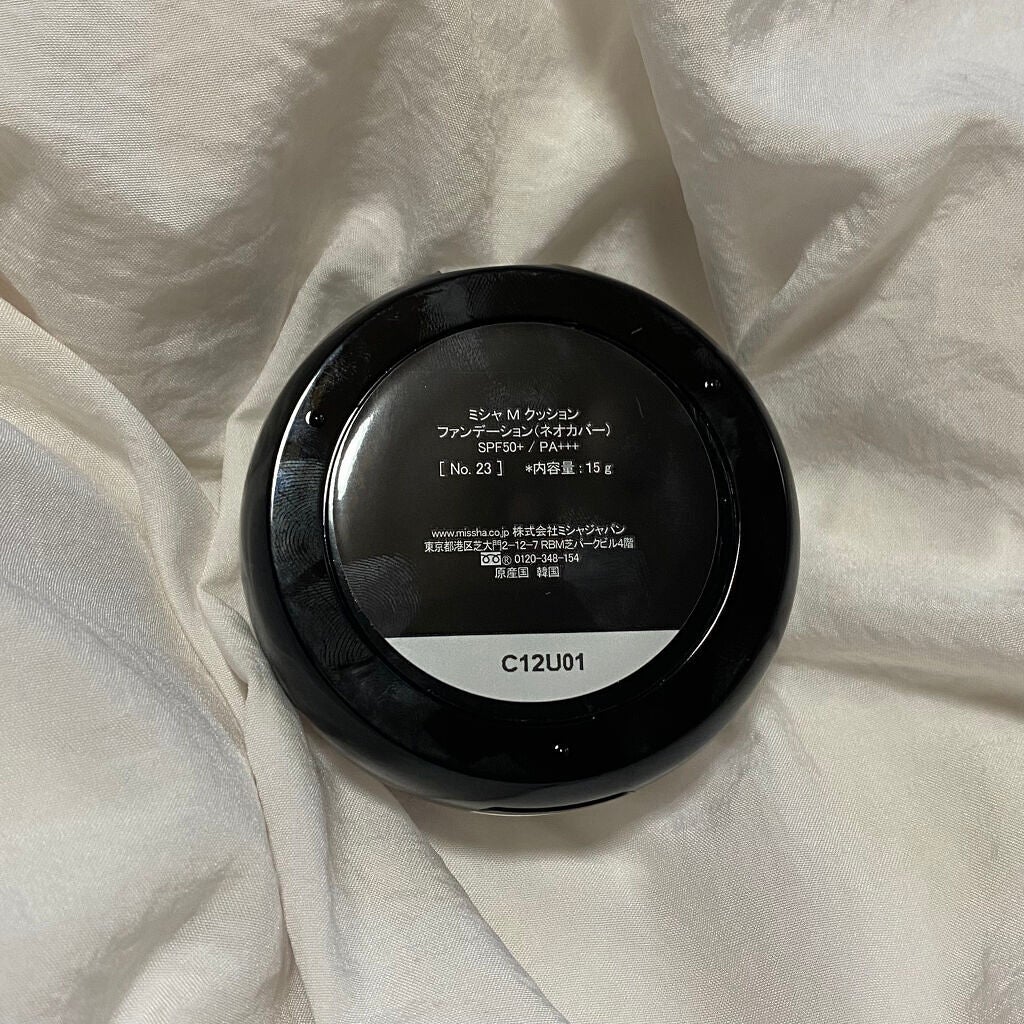 ミシャ M クッション
ファンデーション(ネオカバー)
SPF50+ / PA+++
[ No. 23 ] *内容量 : 15 g
www.missha.co.jp 株式会社ミシャジャパン
東京都港区芝大門2-12-7 RBM芝パークビル4階
® 0120-348-154
原産国 韓国
C12U01